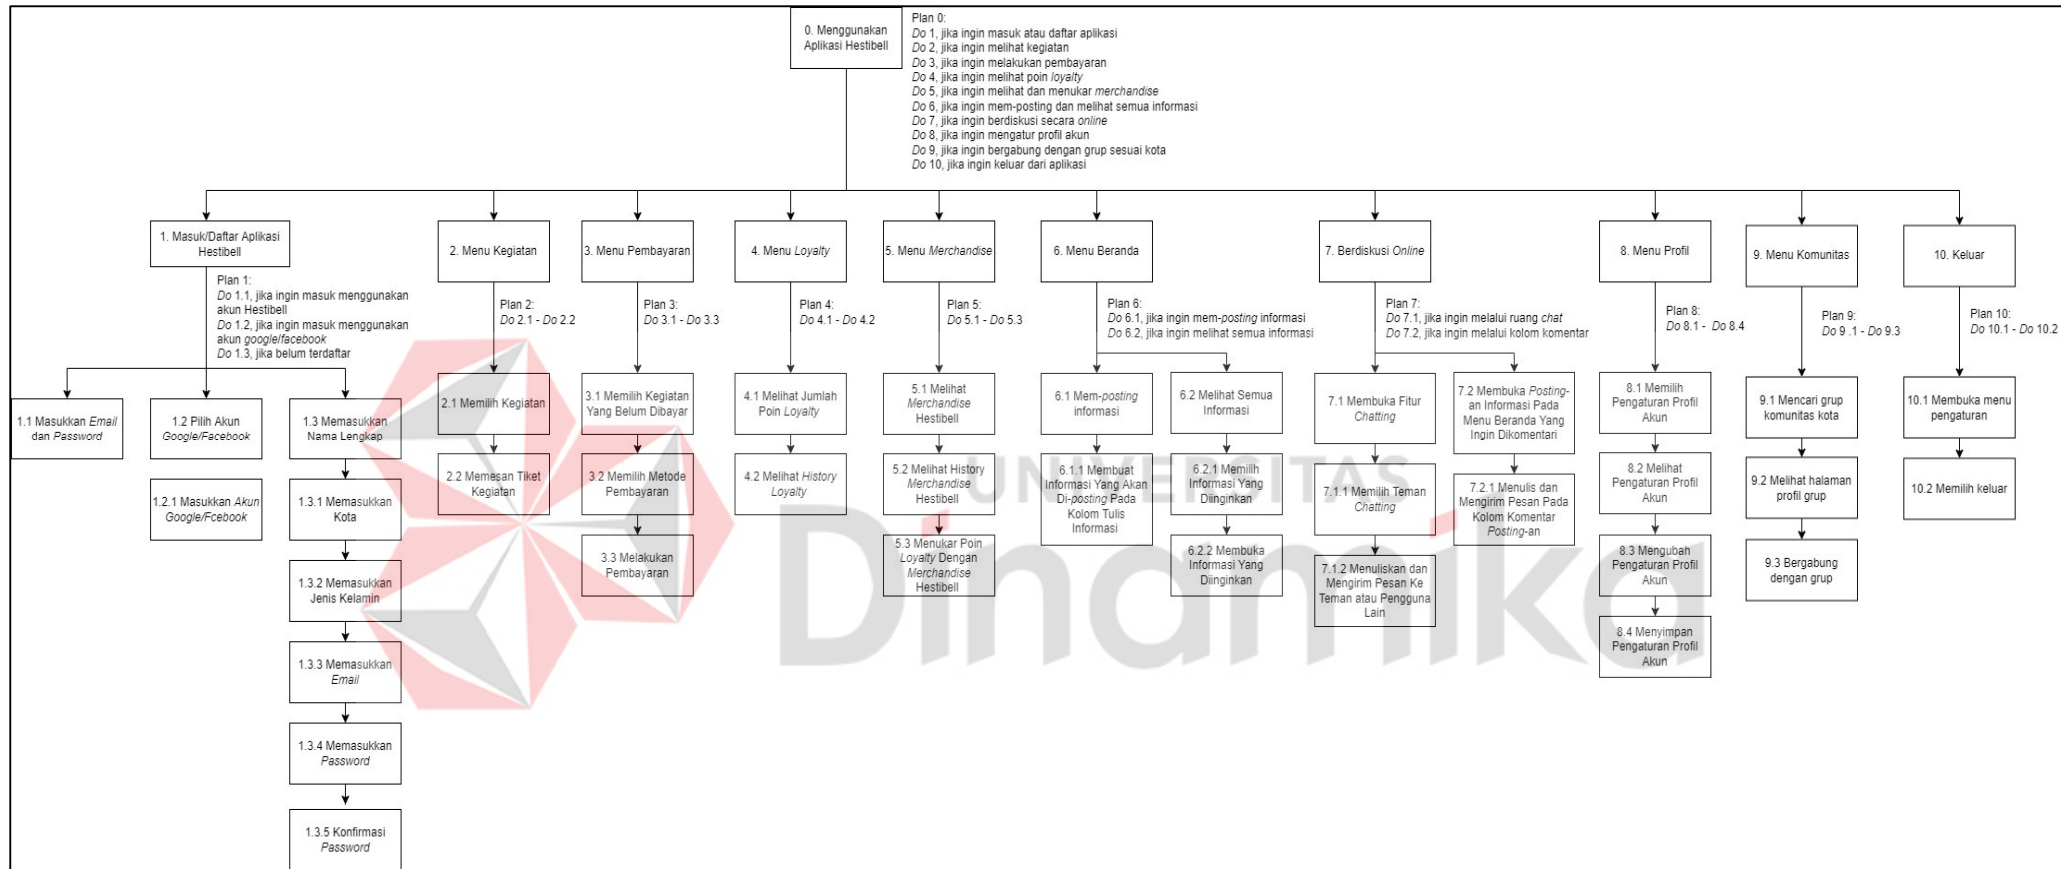 0. Menggunakan
Aplikasi Hestibell
Plan 0:
Do 1, jika ingin masuk atau daftar aplikasi
Do 2, jika ingin melihat kegiatan
Do 3, jika ingin melakukan pembayaran
Do 4, jika ingin melihat poin loyalty
Do 5, jika ingin melihat dan menukar merchandise
Do 6, jika ingin mem-posting dan melihat semua informasi
Do 7, jika ingin berdiskusi secara online
Do 8, jika ingin mengatur profil akun
Do 9, jika ingin bergabung dengan grup sesuai kota
Do 10, jika ingin keluar dari aplikasi
1. Masuk/Daftar Aplikasi
Hestibell
2. Menu Kegiatan
3. Menu Pembayaran
4. Menu Loyalty
5. Menu Merchandise
6. Menu Beranda
7. Berdiskusi Online
8. Menu Profil
9. Menu Komunitas
10. Keluar
Plan 1:
Do 1.1, jika ingin masuk menggunakan
akun Hestibell
Do 1.2, jika ingin masuk menggunakan
akun google/facebook
Do 1.3, jika belum terdaftar
Plan 2:
Do 2.1 - Do 2.2
Plan 3:
Do 3.1 - Do 3.3
Plan 4:
Do 4.1 - Do 4.2
Plan 5:
Do 5.1 - Do 5.3
Plan 6:
Do 6.1, jika ingin mem-posting informasi
Do 6.2, jika ingin melihat semua informasi
Plan 7:
Do 7.1, jika ingin melalui ruang chat
Do 7.2, jika ingin melalui kolom komentar
Plan 8:
Do 8.1 - Do 8.4
Plan 9:
Do 9 .1 - Do 9.3
Plan 10:
Do 10.1 - Do 10.2
1.1 Masukkan Email
dan Password
1.2 Pilih Akun
Google/Facebook
1.2.1 Masukkan Akun
Google/Fcebook
1.3 Memasukkan
Nama Lengkap
1.3.1 Memasukkan
Kota
1.3.2 Memasukkan
Jenis Kelamin
1.3.3 Memasukkan
Email
1.3.4 Memasukkan
Password
1.3.5 Konfirmasi
Password
2.1 Memilih Kegiatan
2.2 Memesan Tiket
Kegiatan
3.1 Memilih Kegiatan
Yang Belum Dibayar
3.2 Memilih Metode
Pembayaran
3.3 Melakukan
Pembayaran
4.1 Melihat Jumlah
Poin Loyalty
4.2 Melihat History
Loyalty
5.1 Melihat
Merchandise
Hestibell
5.2 Melihat History
Merchandise
Hestibell
5.3 Menukar Poin
Loyalty Dengan
Merchandise
Hestibell
6.1 Mem-posting
informasi
6.1.1 Membuat
Informasi Yang Akan
Di-posting Pada
Kolom Tulis
Informasi
6.2 Melihat Semua
Informasi
6.2.1 Memilih
Informasi Yang
Diinginkan
6.2.2 Membuka
Informasi Yang
Diinginkan
7.1 Membuka Fitur
Chatting
7.1.1 Memilih Teman
Chatting
7.1.2 Menuliskan dan
Mengirim Pesan Ke
Teman atau Pengguna
Lain
7.2 Membuka Posting-
an Informasi Pada
Menu Beranda Yang
Ingin Dikomentari
7.2.1 Menulis dan
Mengirim Pesan Pada
Kolom Komentar
Posting-an
8.1 Memilih
Pengaturan Profil
Akun
8.2 Melihat
Pengaturan Profil
Akun
8.3 Mengubah
Pengaturan Profil
Akun
8.4 Menyimpan
Pengaturan Profil
Akun
9.1 Mencari grup
komunitas kota
9.2 Melihat halaman
profil grup
9.3 Bergabung
dengan grup
10.1 Membuka menu
pengaturan
10.2 Memilih keluar
UNIVERSITAS
Dinamika